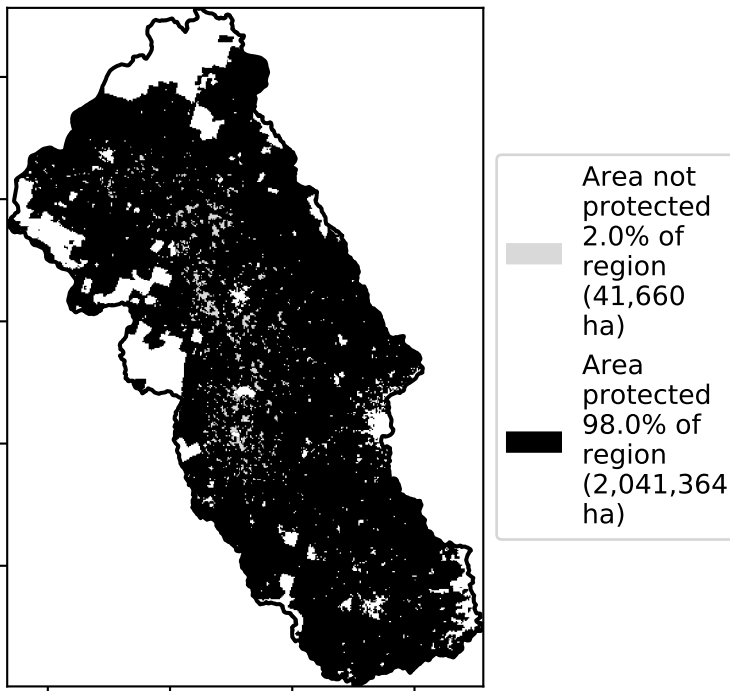 Area not
protected
2.0% of
region
(41,660
ha)
Area
protected
98.0% of
region
(2,041,364
ha)